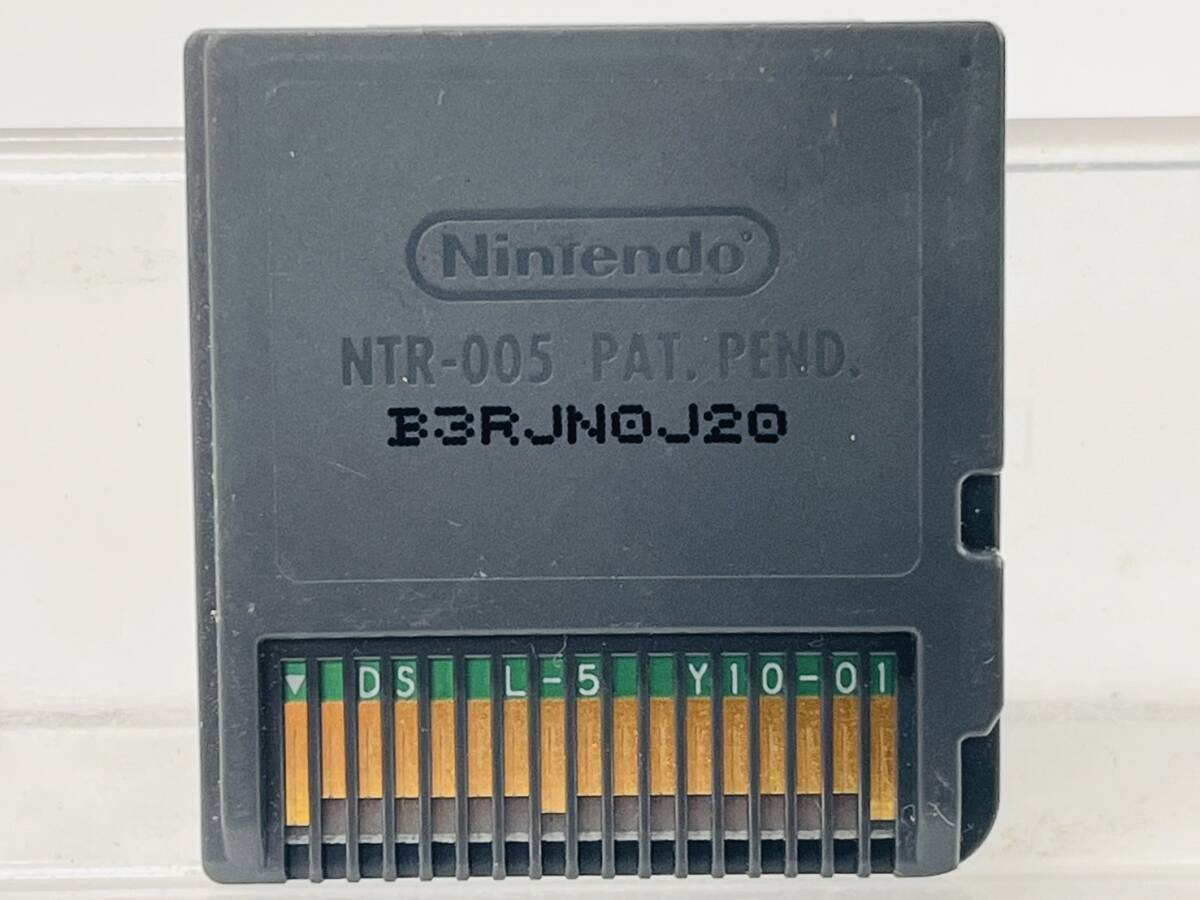 Nintendo®
NTR-005 PAT. PEND.
B3RJN0J20
▼ DS L-5 Y10-01